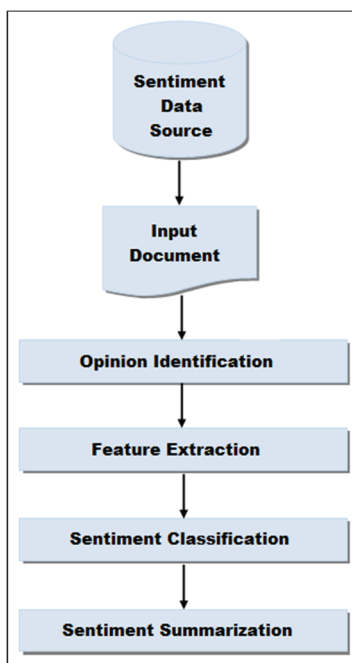 Sentiment
Data
Source
Input
Document
Opinion Identification
Feature Extraction
Sentiment Classification
Sentiment Summarization